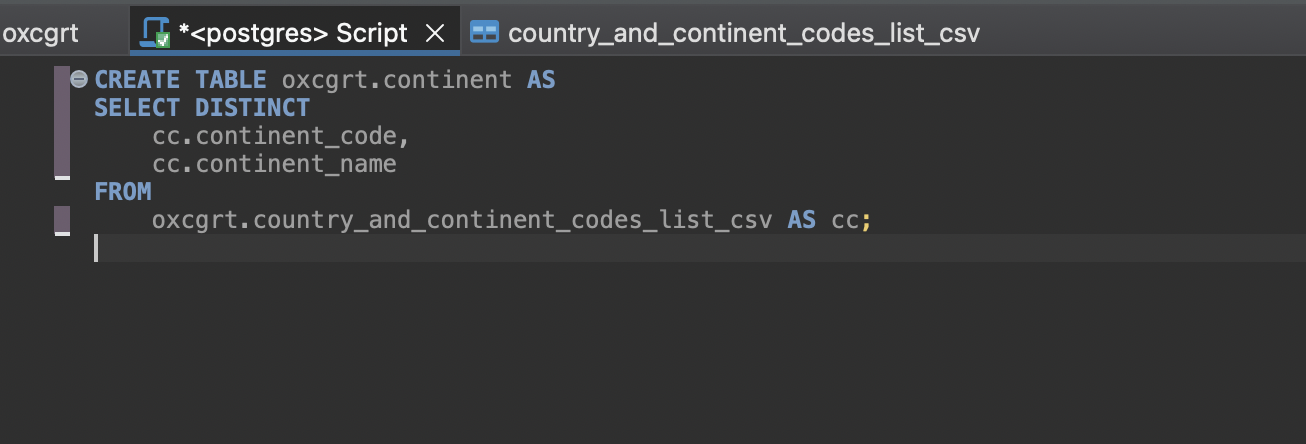 oxcgrt *<postgres> Script country_and_continent_codes_list_csv
CREATE TABLE oxcgrt.continent AS
SELECT DISTINCT
    cc.continent_code,
    cc.continent_name
FROM
    oxcgrt.country_and_continent_codes_list_csv AS cc;